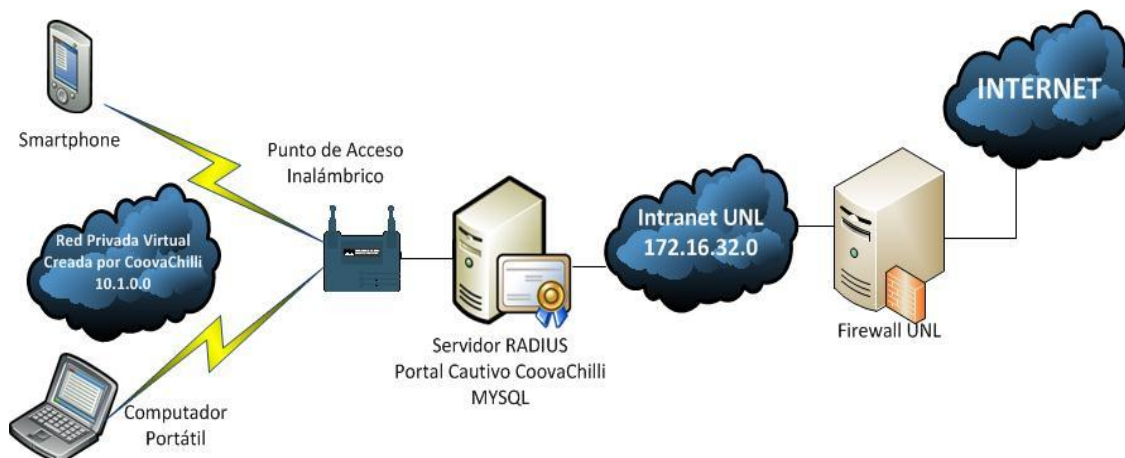 Smartphone
Punto de Acceso
Inalámbrico
Red Privada Virtual
Creada por CoovaChilli
10.1.0.0
Computador
Portátil
Servidor RADIUS
Portal Cautivo CoovaChilli
MYSQL
Intranet UNL
172.16.32.0
Firewall UNL
INTERNET